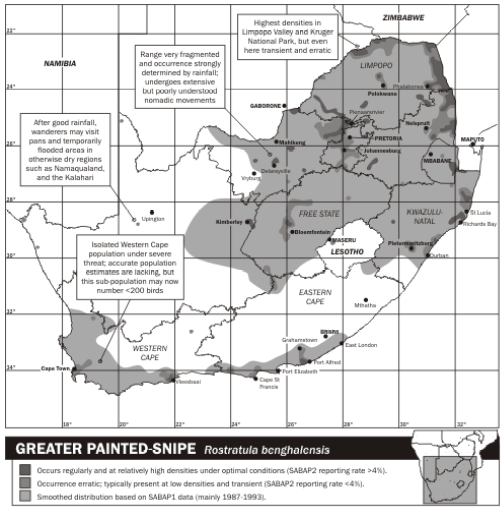 ZIMBABWE
Highest densities in
Limpopo Valley and Kruger
National Park, but even
here transient and erratic
22°
NAMIBIA
Range very fragmented
and occurrence strongly
determined by rainfall;
undergoes extensive
but poorly understood
nomadic movements
LIMPOPO
24°
Polokwane
Phalaborwa
GABORONE
After good rainfall,
wanderers may visit
pans and temporarily
flooded areas in
otherwise dry regions
such as Namaqualand,
and the Kalahari
Nelspruit
PRETORIA
MAPUTO
Mahikeng
26°
Johannesburg
MBABANE
Delareyville
Vryburg
28°
Upington
Kimberley
FREE STATE
KWAZULU-
NATAL
St Lucia
Richards Bay
Bloemfontein
MASERU
LESOTHO
Pietermaritzburg
Durban
30°
Isolated Western Cape
population under severe
threat; accurate population
estimates are lacking, but
this sub-population may now
number <200 birds
EASTERN
CAPE
Mthatha
32°
WESTERN
CAPE
Grahamstown
Bhisho
East London
34°
Cape Town
Port Alfred
Port Elizabeth
Cape St
Francis
Mosselbaai
18°
20°
22°
24°
26°
28°
30°
32°
GREATER PAINTED-SNIPE Rostratula benghalensis
Occurs regularly and at relatively high densities under optimal conditions (SABAP2 reporting rate >4%).
Occurrence erratic; typically present at low densities and transient (SABAP2 reporting rate <4%).
Smoothed distribution based on SABAP1 data (mainly 1987-1993).